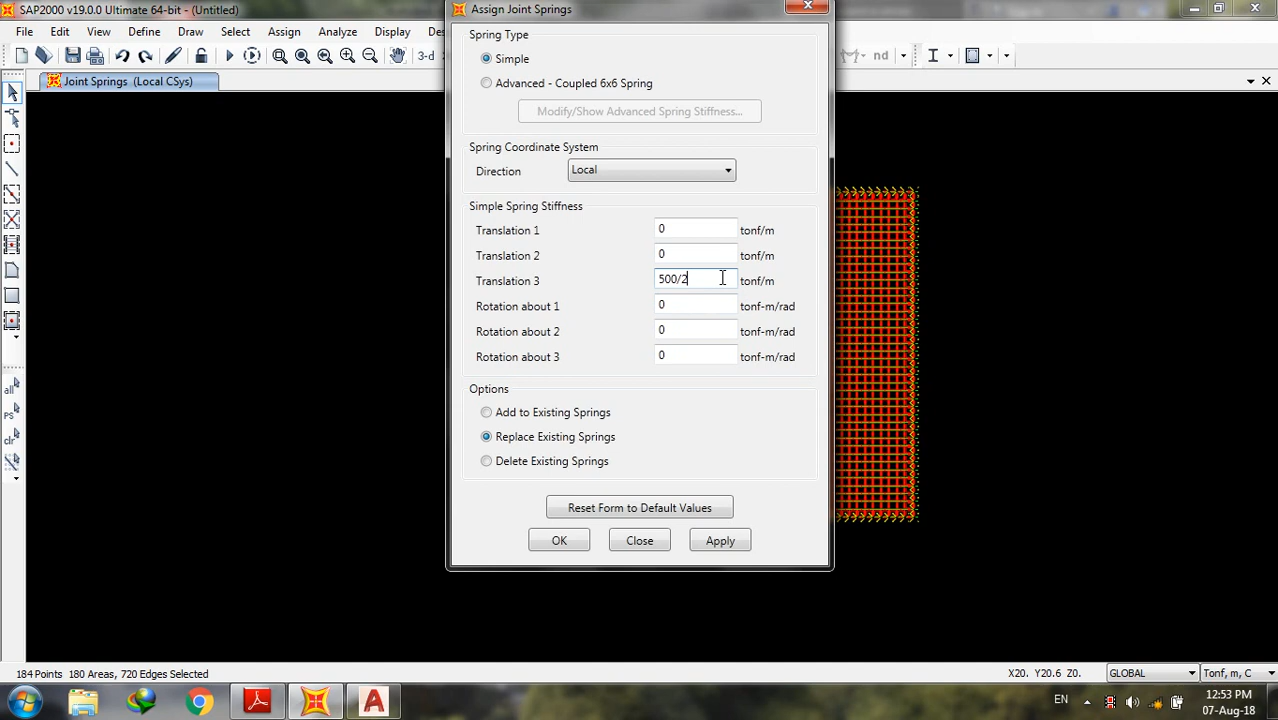 SAP2000 v19.0.0 Ultimate 64-bit - (Untitled)
Assign Joint Springs
File Edit View Define Draw Select Assign Analyze Display De
3-d
nd
Joint Springs (Local CSys)
Spring Type
Simple
Advanced - Coupled 6x6 Spring
Modify/Show Advanced Spring Stiffness...
Spring Coordinate System
Direction Local
Simple Spring Stiffness
Translation 1 0 tonf/m
Translation 2 0 tonf/m
Translation 3 500/2 tonf/m
Rotation about 1 0 tonf-m/rad
Rotation about 2 0 tonf-m/rad
Rotation about 3 0 tonf-m/rad
Options
Add to Existing Springs
Replace Existing Springs
Delete Existing Springs
Reset Form to Default Values
OK Close Apply
all
PS
clr
184 Points 180 Areas, 720 Edges Selected
X20. Y20.6 Z0. GLOBAL Tonf, m, C
EN
12:53 PM
07-Aug-18